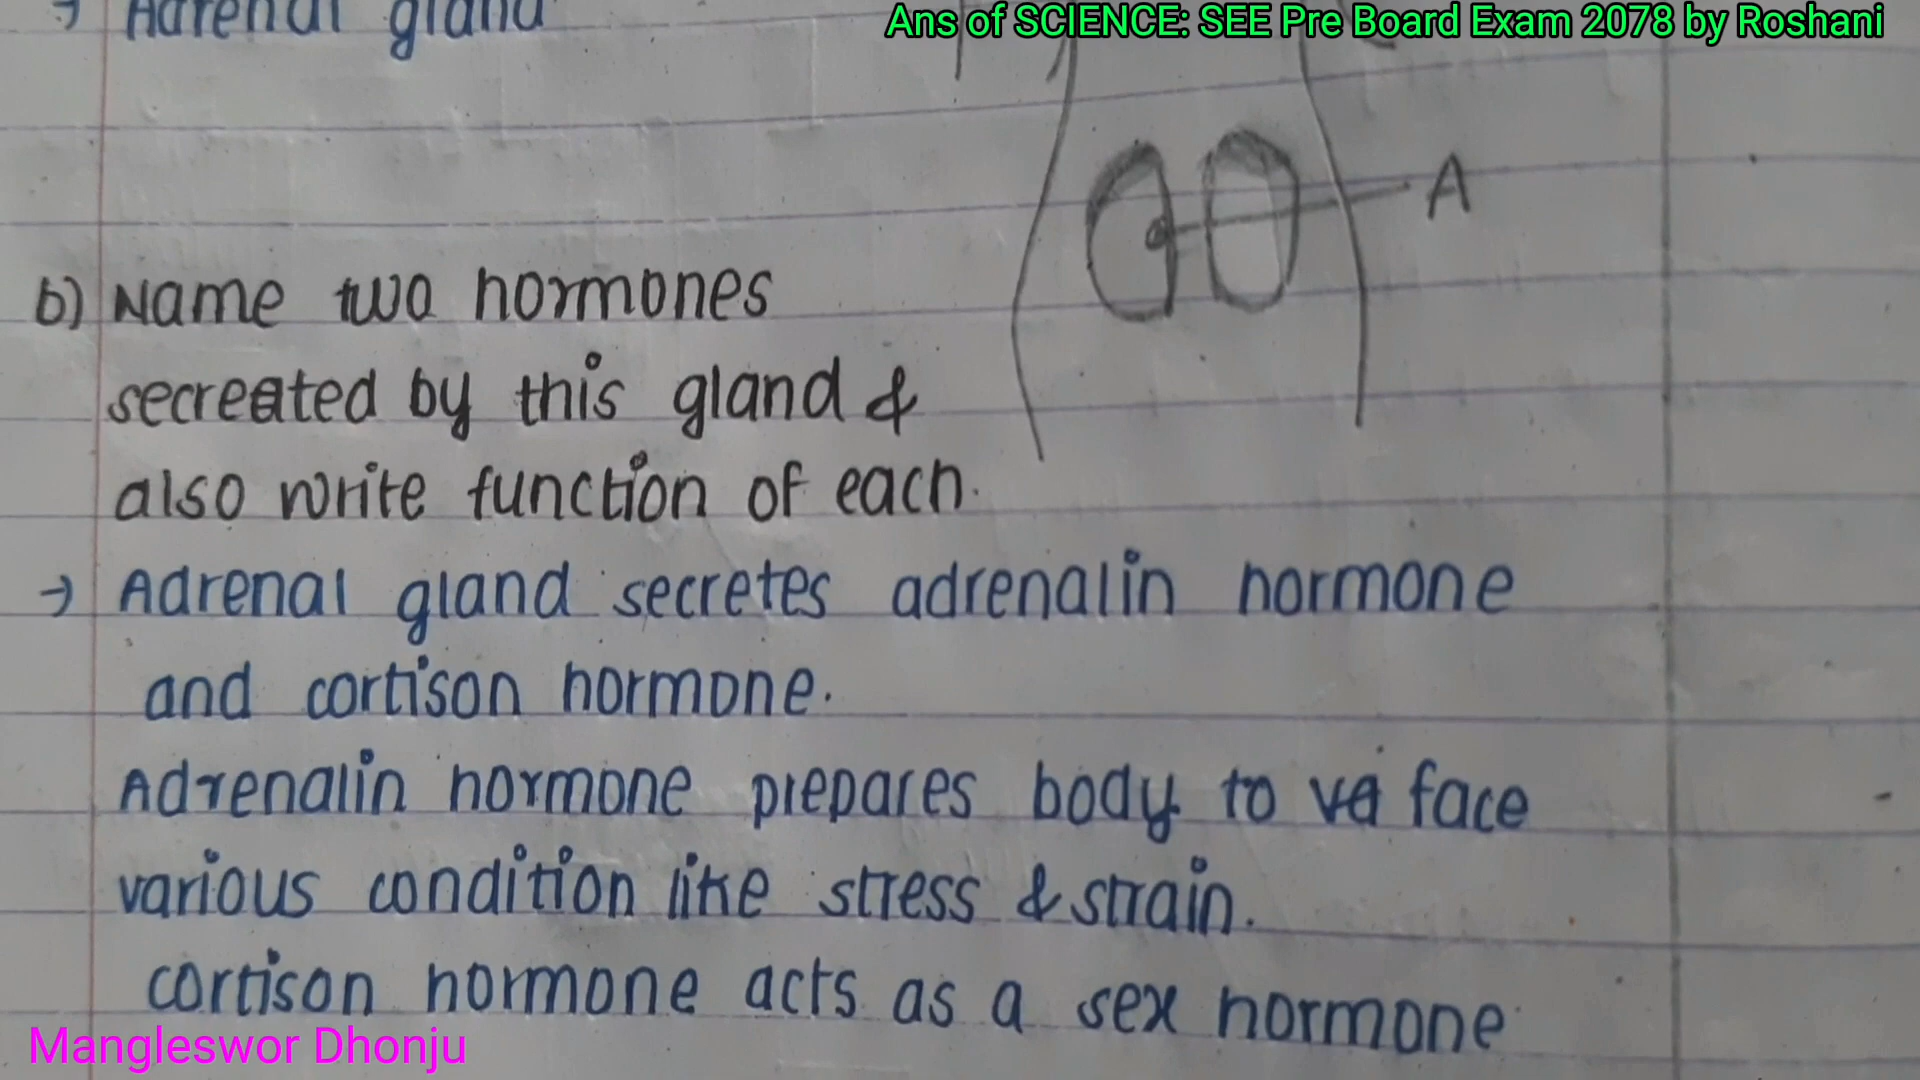 → Adrenal gland
Ans of SCIENCE: SEE Pre Board Exam 2078 by Roshani
A
b) Name two hormones
secreated by this gland &
also write function of each.
→ Adrenal gland secretes adrenalin hormone
and cortison hormone.
Adrenalin hormone prepares body to va face
various condition like stress & strain.
cortison hormone acts as a sex hormone
Mangleswor Dhonju